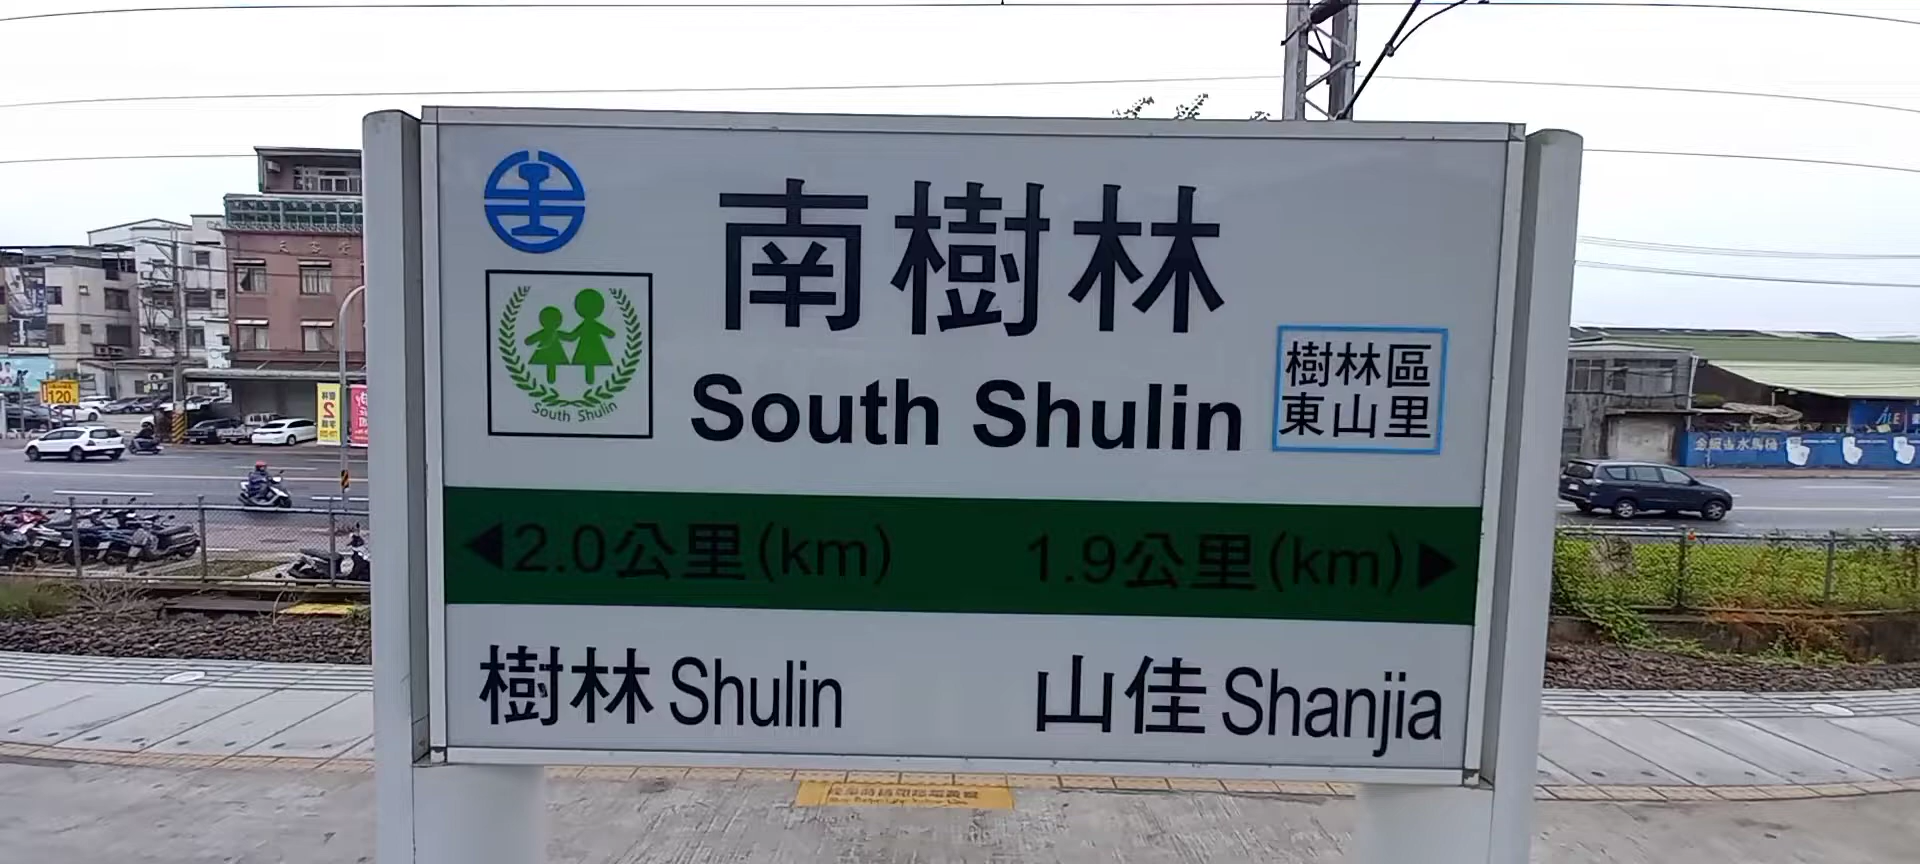 南樹林
South Shulin
South Shulin
樹林區
東山里
◀2.0公里(km)
1.9公里(km)▶
樹林 Shulin
山佳 Shanjia
120